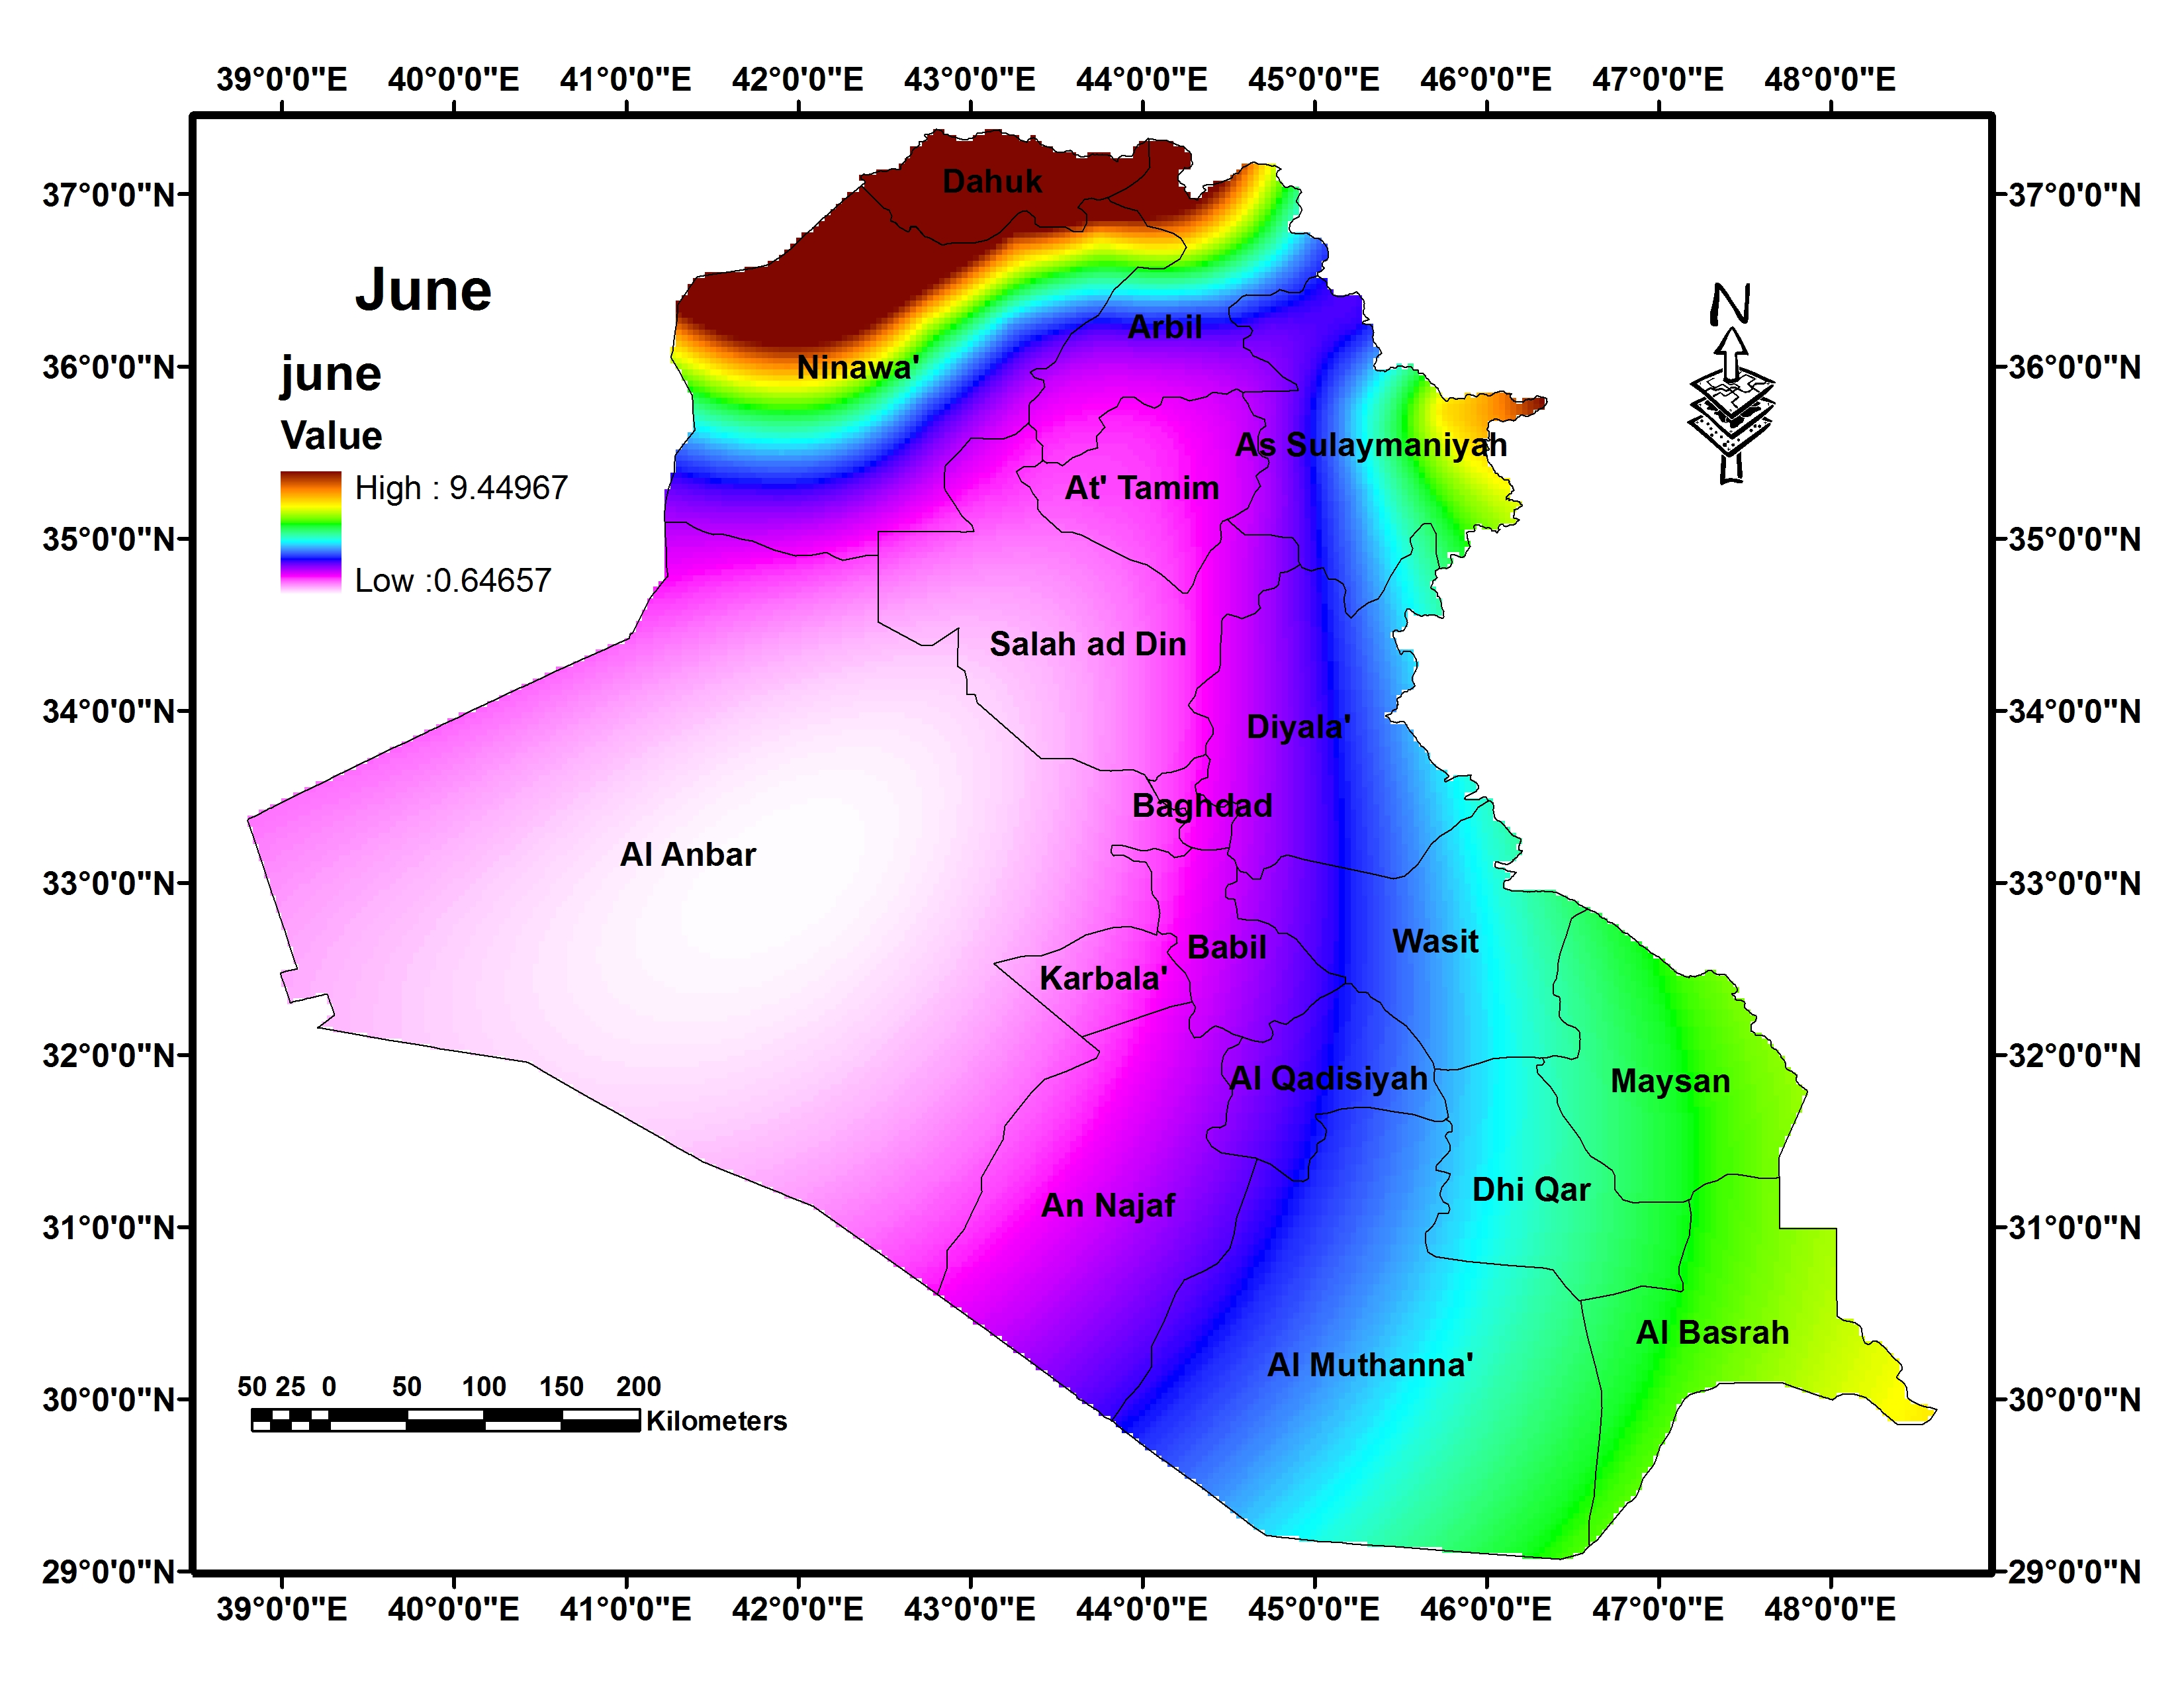 39°0'0"E 40°0'0"E 41°0'0"E 42°0'0"E 43°0'0"E 44°0'0"E 45°0'0"E 46°0'0"E 47°0'0"E 48°0'0"E
37°0'0"N 37°0'0"N
36°0'0"N 36°0'0"N
35°0'0"N 35°0'0"N
34°0'0"N 34°0'0"N
33°0'0"N 33°0'0"N
32°0'0"N 32°0'0"N
31°0'0"N 31°0'0"N
30°0'0"N 30°0'0"N
29°0'0"N 29°0'0"N
June
june
Value
High : 9.44967
Low :0.64657
N
Dahuk
Arbil
Ninawa'
As Sulaymaniyah
At' Tamim
Salah ad Din
Diyala'
Baghdad
Al Anbar
Wasit
Babil
Karbala'
Al Qadisiyah
Maysan
Dhi Qar
An Najaf
Al Basrah
Al Muthanna'
50 25 0 50 100 150 200
Kilometers
39°0'0"E 40°0'0"E 41°0'0"E 42°0'0"E 43°0'0"E 44°0'0"E 45°0'0"E 46°0'0"E 47°0'0"E 48°0'0"E